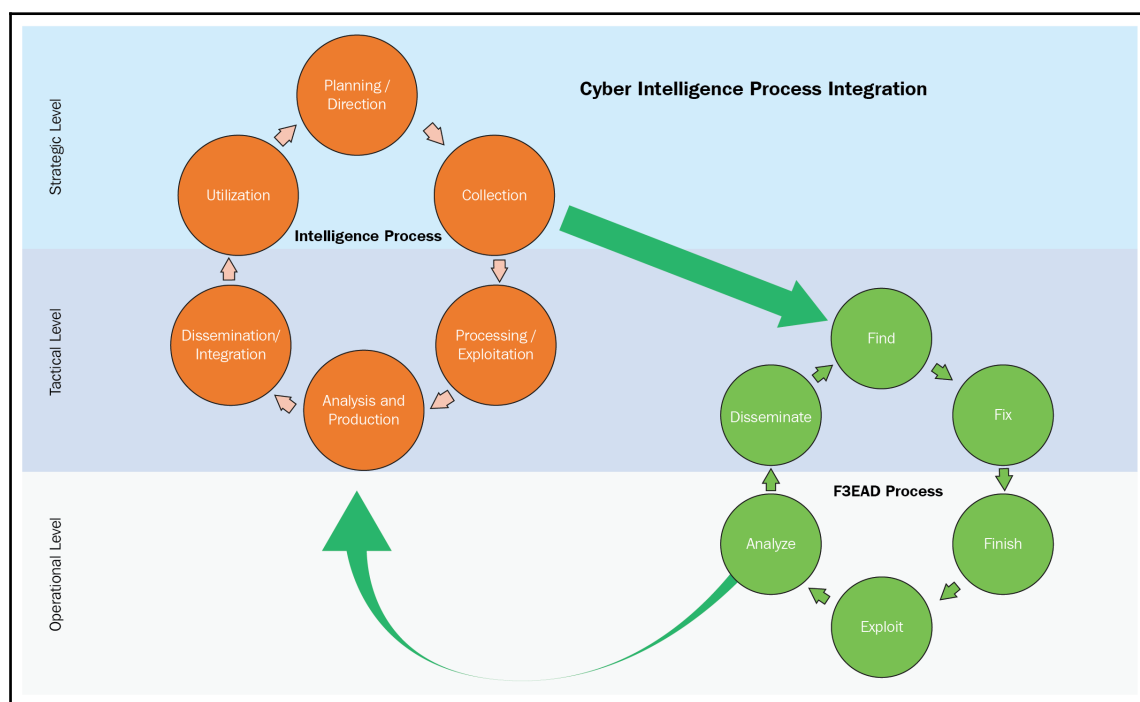 Cyber Intelligence Process Integration
Strategic Level
Planning /
Direction
Utilization
Collection
Intelligence Process
Tactical Level
Dissemination/
Integration
Processing /
Exploitation
Analysis and
Production
Find
Disseminate
Fix
F3EAD Process
Operational Level
Analyze
Finish
Exploit